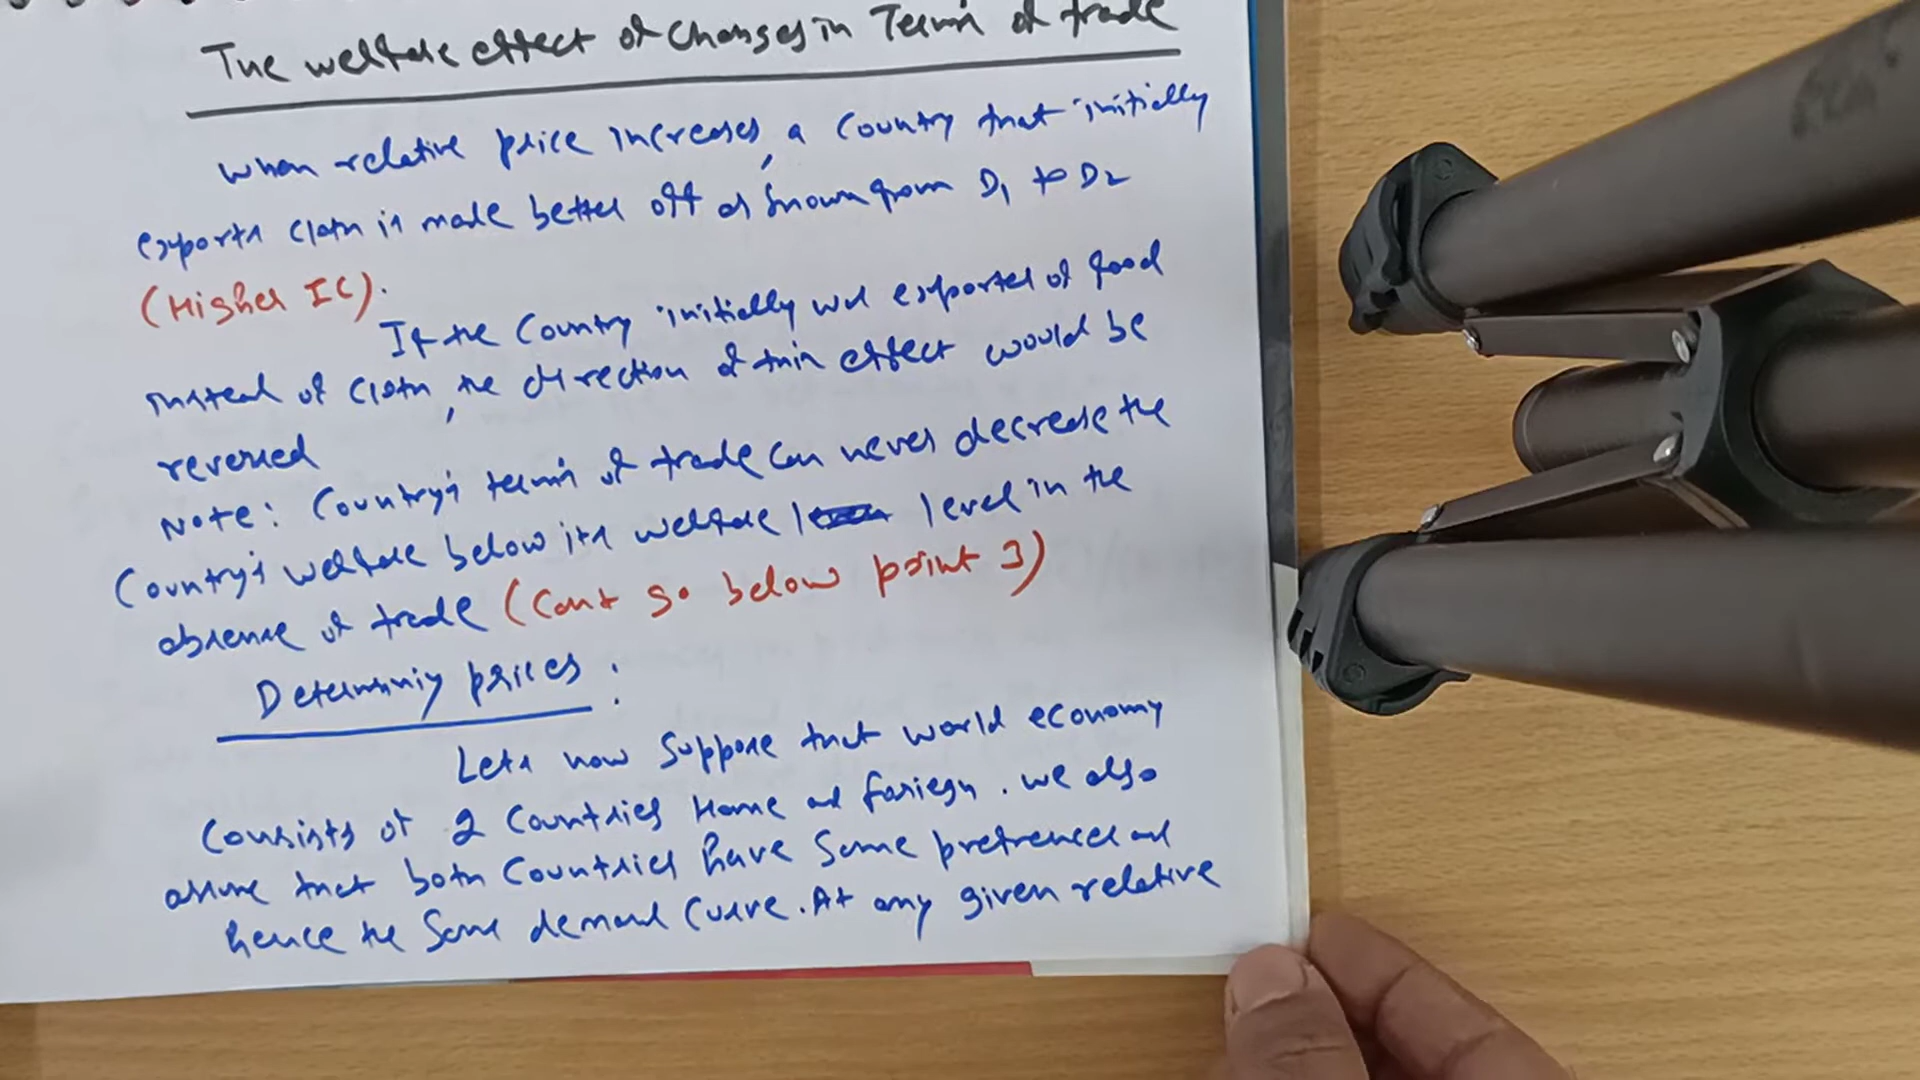 The welfare effect of Changes in Terms of trade
when relative price increases, a Country that initially
exports cloth is made better off as shown from D1 to D2
(Higher IC).
If the Country initially was exporter of food
instead of cloth, the direction of this effect would be
reversed
Note: Country's terms of trade can never decrease the
Country's welfare below its welfare level in the
absense of trade (Can't go below point 3)
Determining prices:
Lets now Suppose that world economy
Consists of 2 Countries Home and foriegn. we also
assume that both Countries have Same prefrences and
hence the Same demand Curve. At any given relative